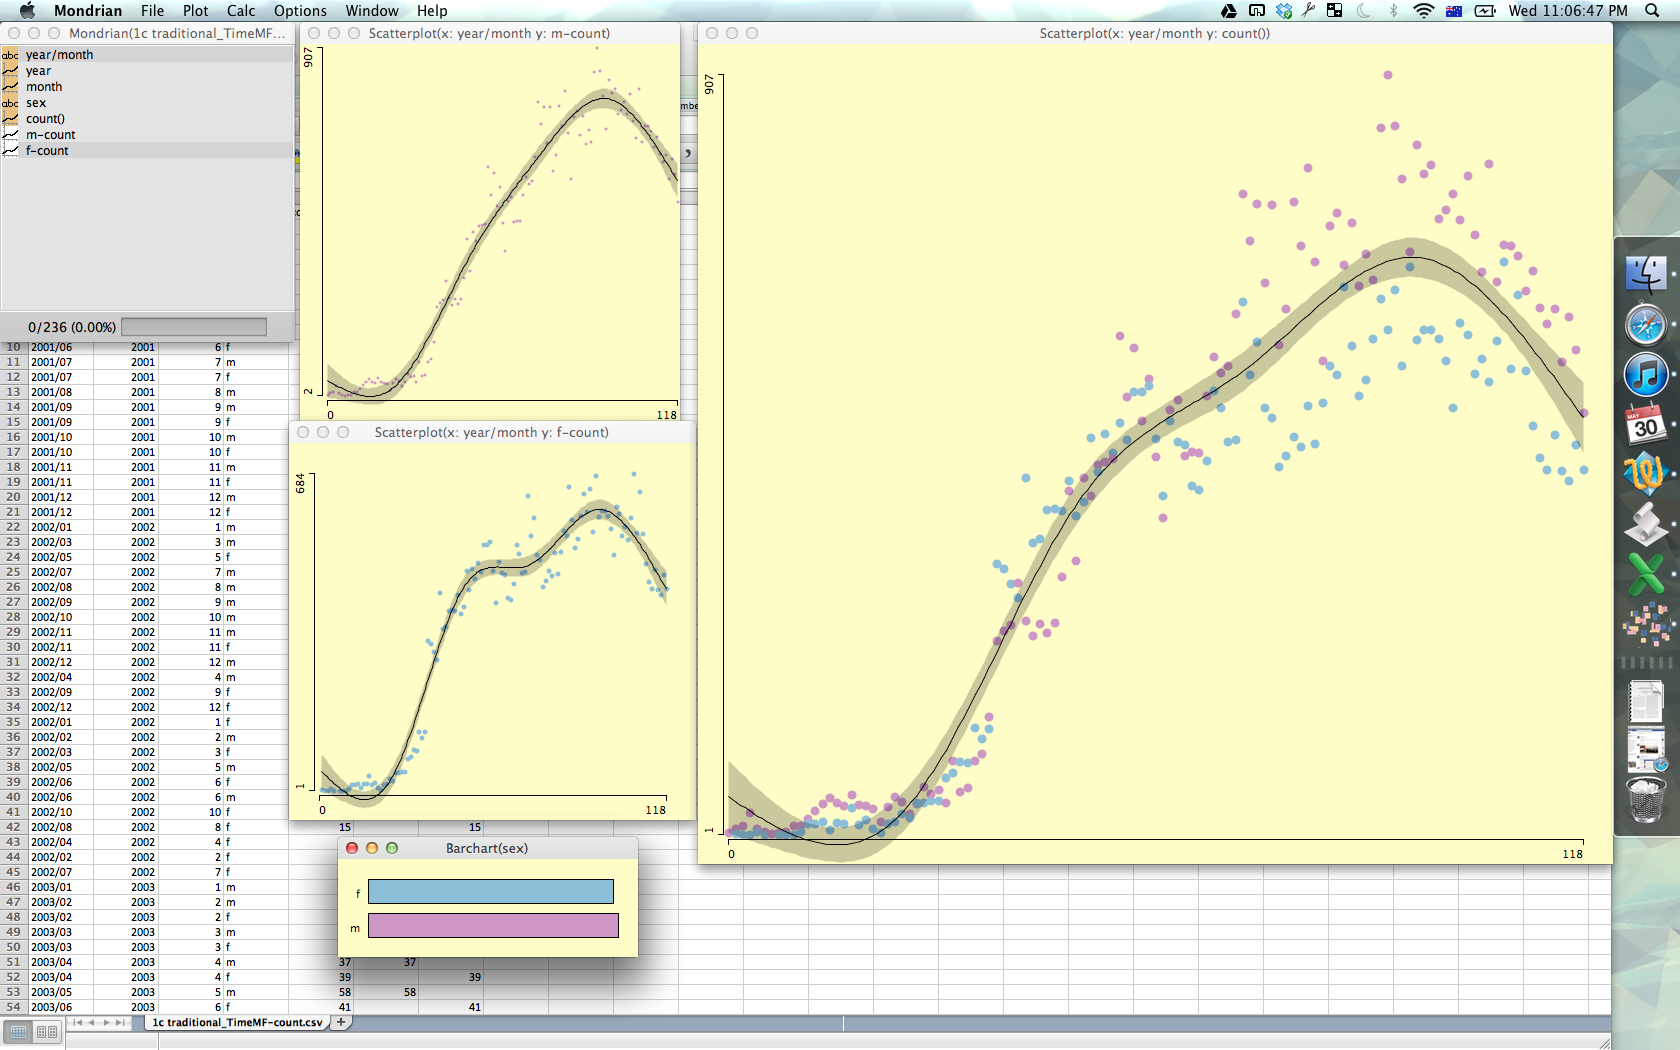 Mondrian File Plot Calc Options Window Help
Wed 11:06:47 PM
Mondrian(1c traditional_TimeMF...
abc year/month
year
month
abc sex
count()
m-count
f-count
0/236 (0.00%)
Scatterplot(x: year/month y: m-count)
907
2
0 118
Scatterplot(x: year/month y: f-count)
684
1
0 118
Scatterplot(x: year/month y: count())
907
1
0 118
Barchart(sex)
f
m
MAY
30
10 2001/06 2001 6 f
11 2001/07 2001 7 m
12 2001/07 2001 7 f
13 2001/08 2001 8 m
14 2001/09 2001 9 m
15 2001/09 2001 9 f
16 2001/10 2001 10 m
17 2001/10 2001 10 f
18 2001/11 2001 11 m
19 2001/11 2001 11 f
20 2001/12 2001 12 m
21 2001/12 2001 12 f
22 2002/01 2002 1 m
23 2002/03 2002 3 m
24 2002/05 2002 5 f
25 2002/07 2002 7 m
26 2002/08 2002 8 m
27 2002/09 2002 9 m
28 2002/10 2002 10 m
29 2002/11 2002 11 m
30 2002/11 2002 11 f
31 2002/12 2002 12 m
32 2002/04 2002 4 m
33 2002/09 2002 9 f
34 2002/12 2002 12 f
35 2002/01 2002 1 f
36 2002/02 2002 2 m
37 2002/03 2002 3 f
38 2002/05 2002 5 m
39 2002/06 2002 6 f
40 2002/06 2002 6 m
41 2002/10 2002 10 f
42 2002/08 2002 8 f 15 15
43 2002/04 2002 4 f
44 2002/02 2002 2 f
45 2002/07 2002 7 f
46 2003/01 2003 1 m
47 2003/02 2003 2 m
48 2003/02 2003 2 f
49 2003/03 2003 3 m
50 2003/03 2003 3 f
51 2003/04 2003 4 m 37 37
52 2003/04 2003 4 f 39 39
53 2003/05 2003 5 m 58 58
54 2003/06 2003 6 f 41 41
1c traditional_TimeMF-count.csv